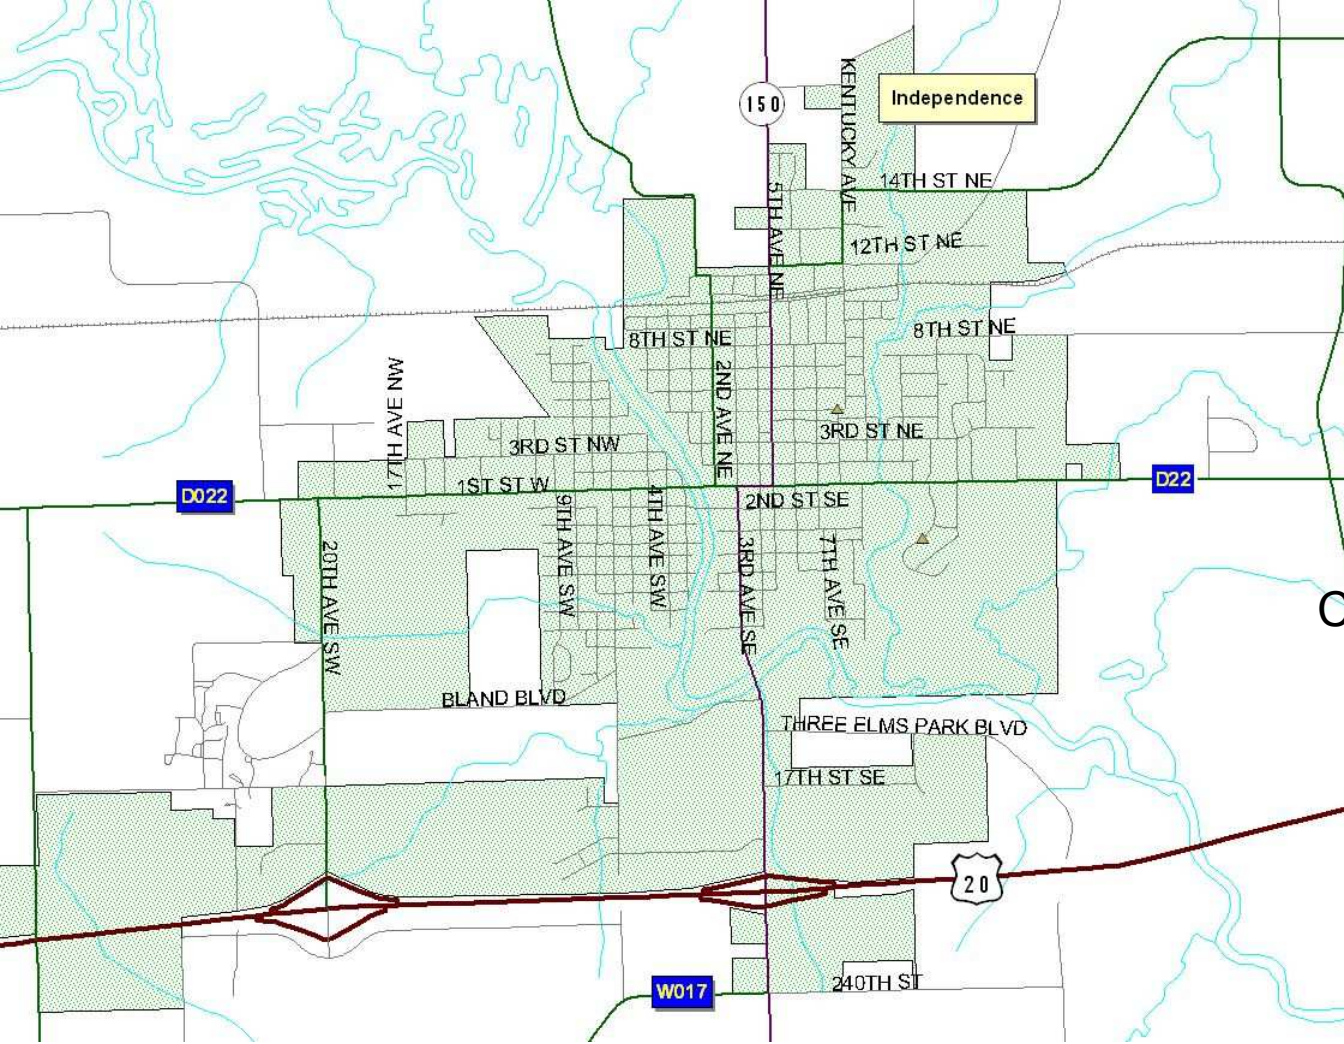 KENTUCKY AVE
Independence
150
14TH ST NE
5TH AVE NE
12TH ST NE
8TH ST NE
8TH ST NE
2ND AVE NE
17TH AVE NW
3RD ST NE
3RD ST NW
D22
1ST ST W
D022
2ND ST SE
9TH AVE SW
4TH AVE SW
20TH AVE SW
3RD AVE SE
7TH AVE SE
BLAND BLVD
THREE ELMS PARK BLVD
17TH ST SE
20
240TH ST
W017